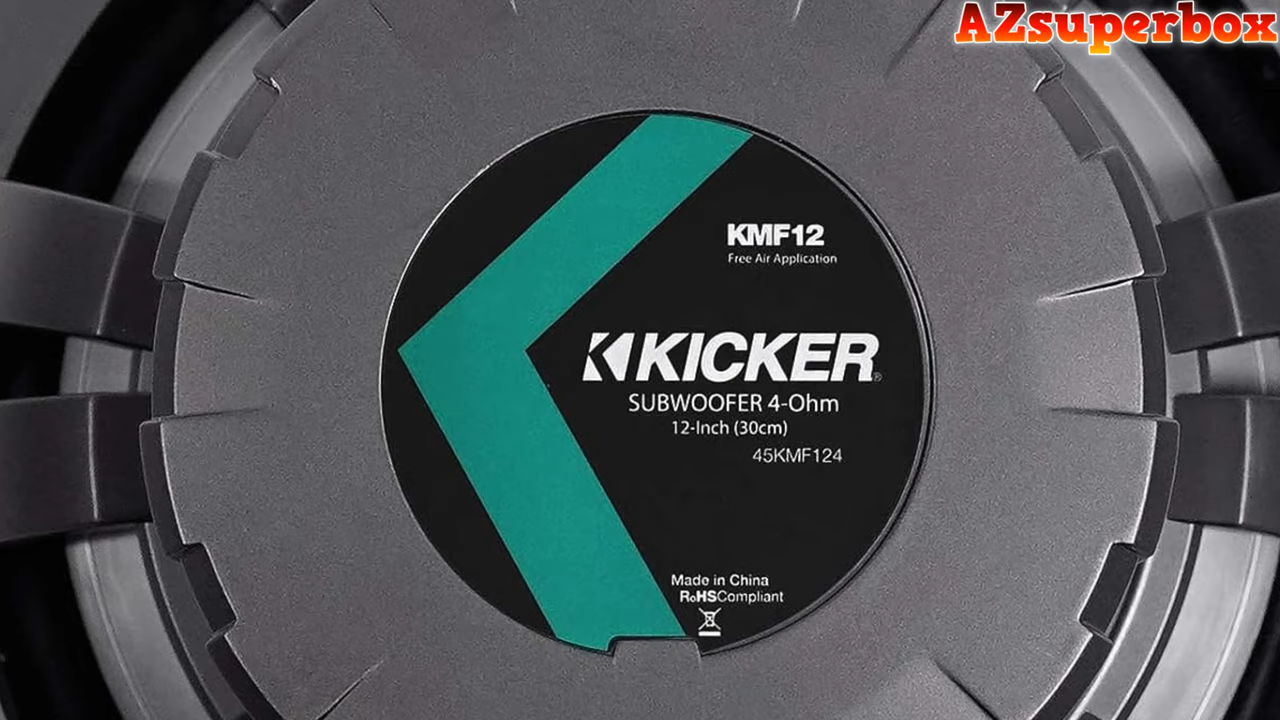 AZsuperbox
KMF12
Free Air Application
KICKER®
SUBWOOFER 4-Ohm
12-Inch (30cm)
45KMF124
Made in China
RoHSCompliant